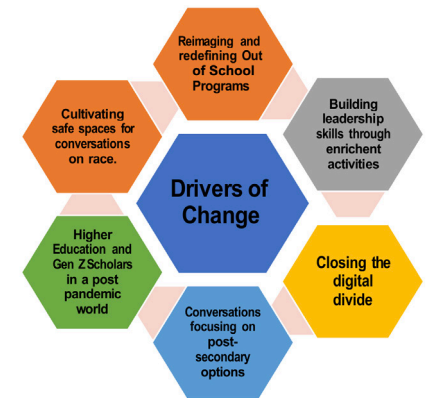 Reimaging and
redefining Out
of School
Programs
Building
leadership
skills through
enrichent
activities
Closing the
digital
divide
Conversations
focusing on
post-
secondary
options
Higher
Education and
Gen Z Scholars
in a post
pandemic
world
Cultivating
safe spaces for
conversations
on race.
Drivers of
Change